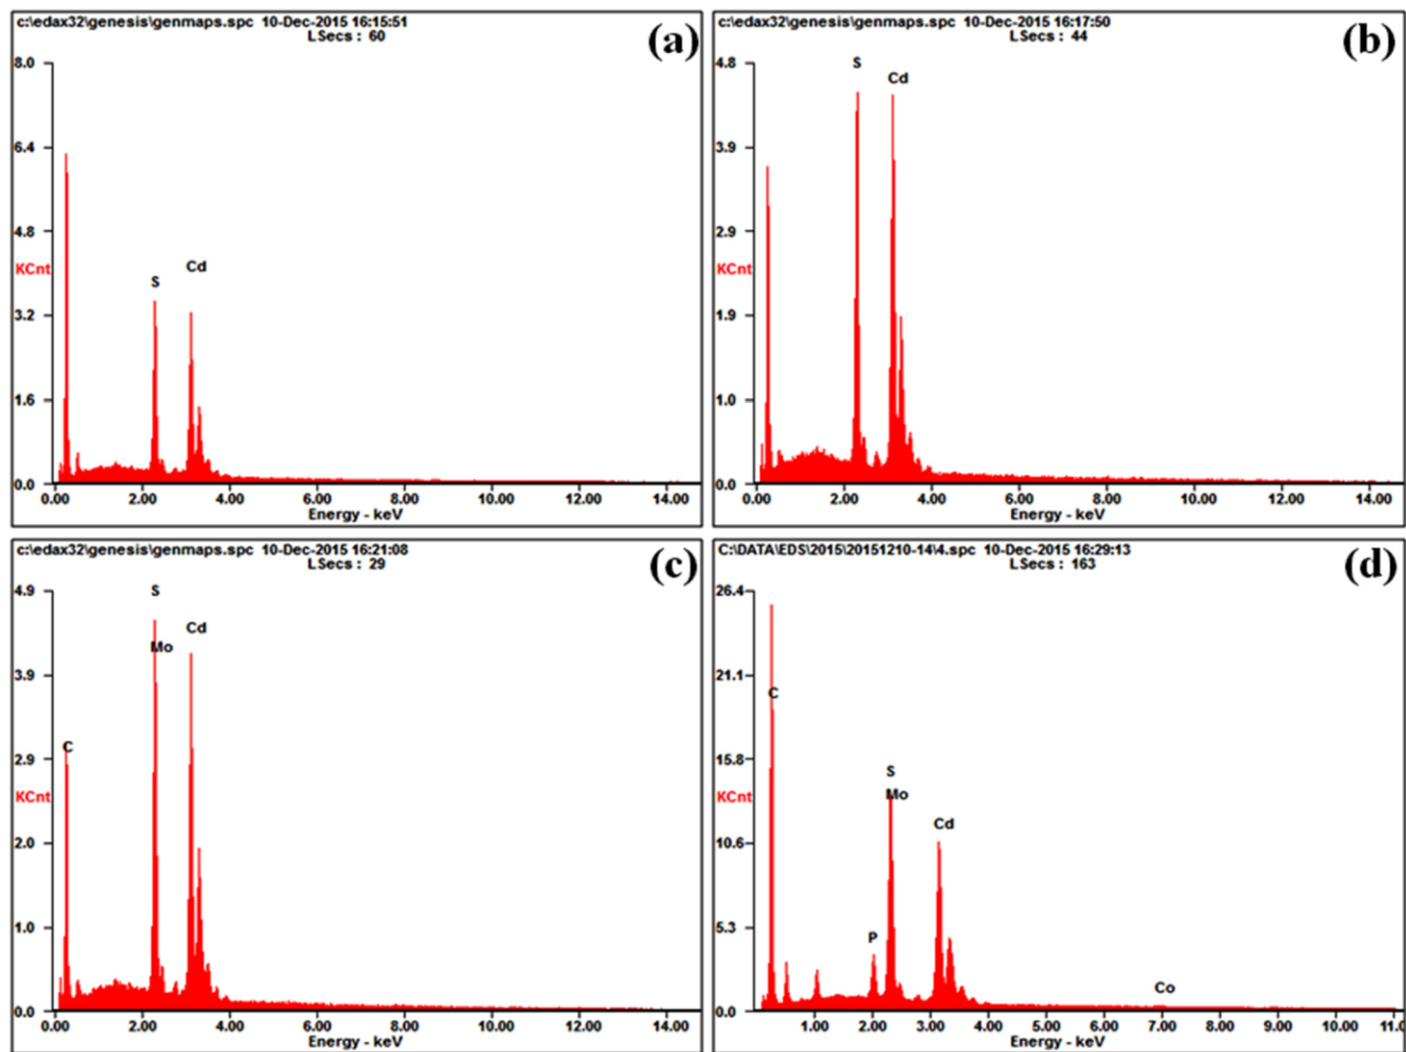 c:\edax32\genesis\genmaps.spc 10-Dec-2015 16:15:51
LSecs : 60
(a)
8.0
6.4
4.8
KCnt
3.2
1.6
0.0
S
Cd
0.00 2.00 4.00 6.00 8.00 10.00 12.00 14.00
Energy - keV
c:\edax32\genesis\genmaps.spc 10-Dec-2015 16:17:50
LSecs : 44
(b)
4.8
3.9
2.9
KCnt
1.9
1.0
0.0
S
Cd
0.00 2.00 4.00 6.00 8.00 10.00 12.00 14.00
Energy - keV
c:\edax32\genesis\genmaps.spc 10-Dec-2015 16:21:08
LSecs : 29
(c)
4.9
3.9
2.9
KCnt
2.0
1.0
0.0
S
Mo
Cd
C
0.00 2.00 4.00 6.00 8.00 10.00 12.00 14.00
Energy - keV
C:\DATA\EDS\2015\20151210-14\4.spc 10-Dec-2015 16:29:13
LSecs : 163
(d)
26.4
21.1
15.8
KCnt
10.6
5.3
0.0
C
S
Mo
Cd
P
Co
1.00 2.00 3.00 4.00 5.00 6.00 7.00 8.00 9.00 10.00 11.0
Energy - keV